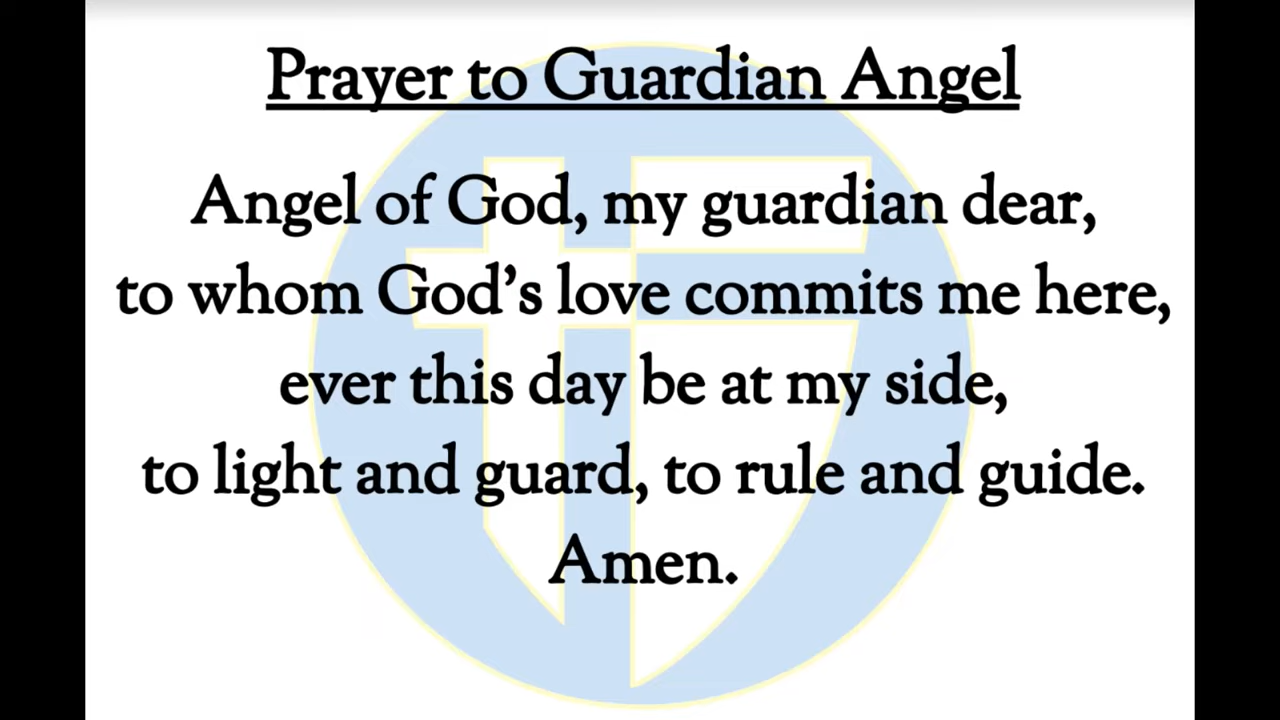 Prayer to Guardian Angel
Angel of God, my guardian dear,
to whom God’s love commits me here,
ever this day be at my side,
to light and guard, to rule and guide.
Amen.